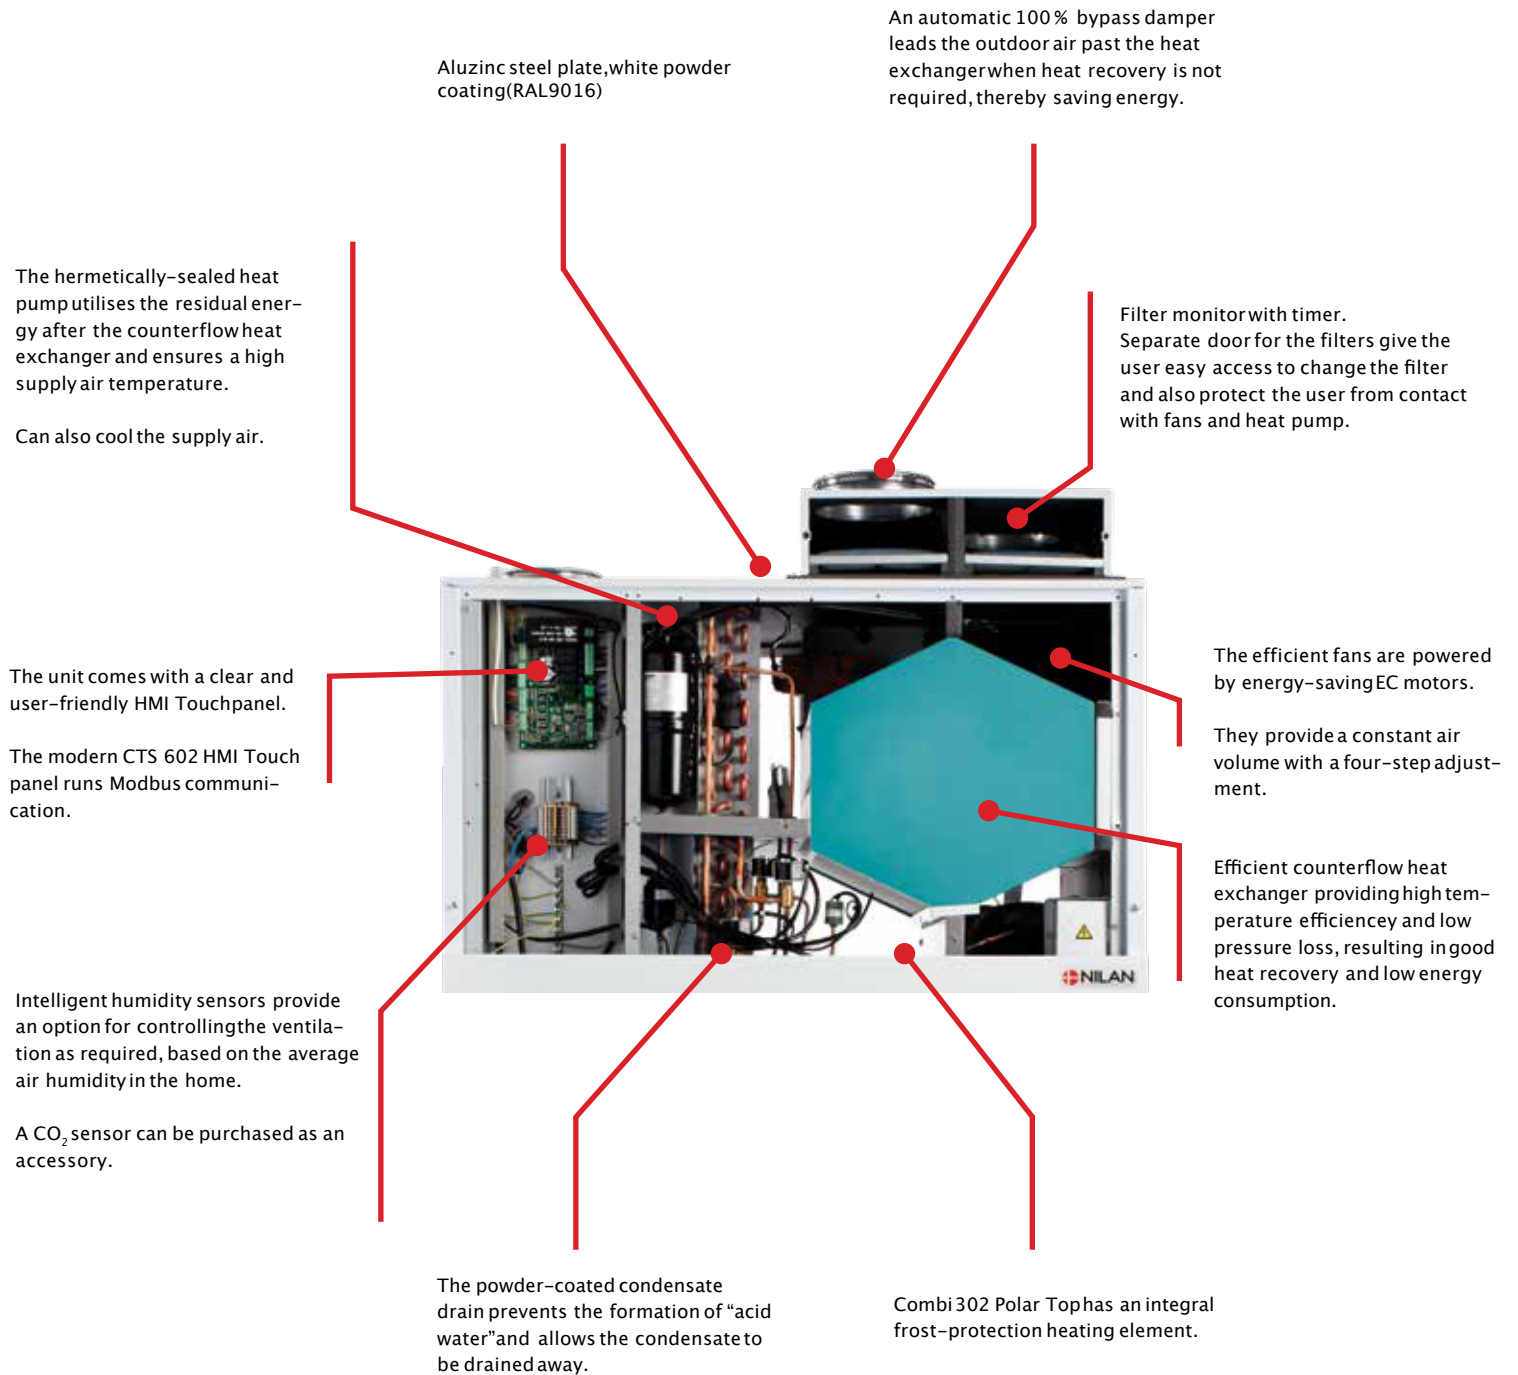 An automatic 100% bypass damper
leads the outdoor air past the heat
exchanger when heat recovery is not
required, thereby saving energy.
Aluzinc steel plate, white powder
coating (RAL9016)
The hermetically-sealed heat
pump utilises the residual ener-
gy after the counterflow heat
exchanger and ensures a high
supply air temperature.
Can also cool the supply air.
Filter monitor with timer.
Separate door for the filters give the
user easy access to change the filter
and also protect the user from contact
with fans and heat pump.
The unit comes with a clear and
user-friendly HMI Touchpanel.
The modern CTS 602 HMI Touch
panel runs Modbus communi-
cation.
The efficient fans are powered
by energy-saving EC motors.
They provide a constant air
volume with a four-step adjust-
ment.
Efficient counterflow heat
exchanger providing high tem-
perature efficiencey and low
pressure loss, resulting in good
heat recovery and low energy
consumption.
NILAN
Intelligent humidity sensors provide
an option for controlling the ventila-
tion as required, based on the average
air humidity in the home.
A CO₂ sensor can be purchased as an
accessory.
The powder-coated condensate
drain prevents the formation of “acid
water” and allows the condensate to
be drained away.
Combi 302 Polar Top has an integral
frost-protection heating element.